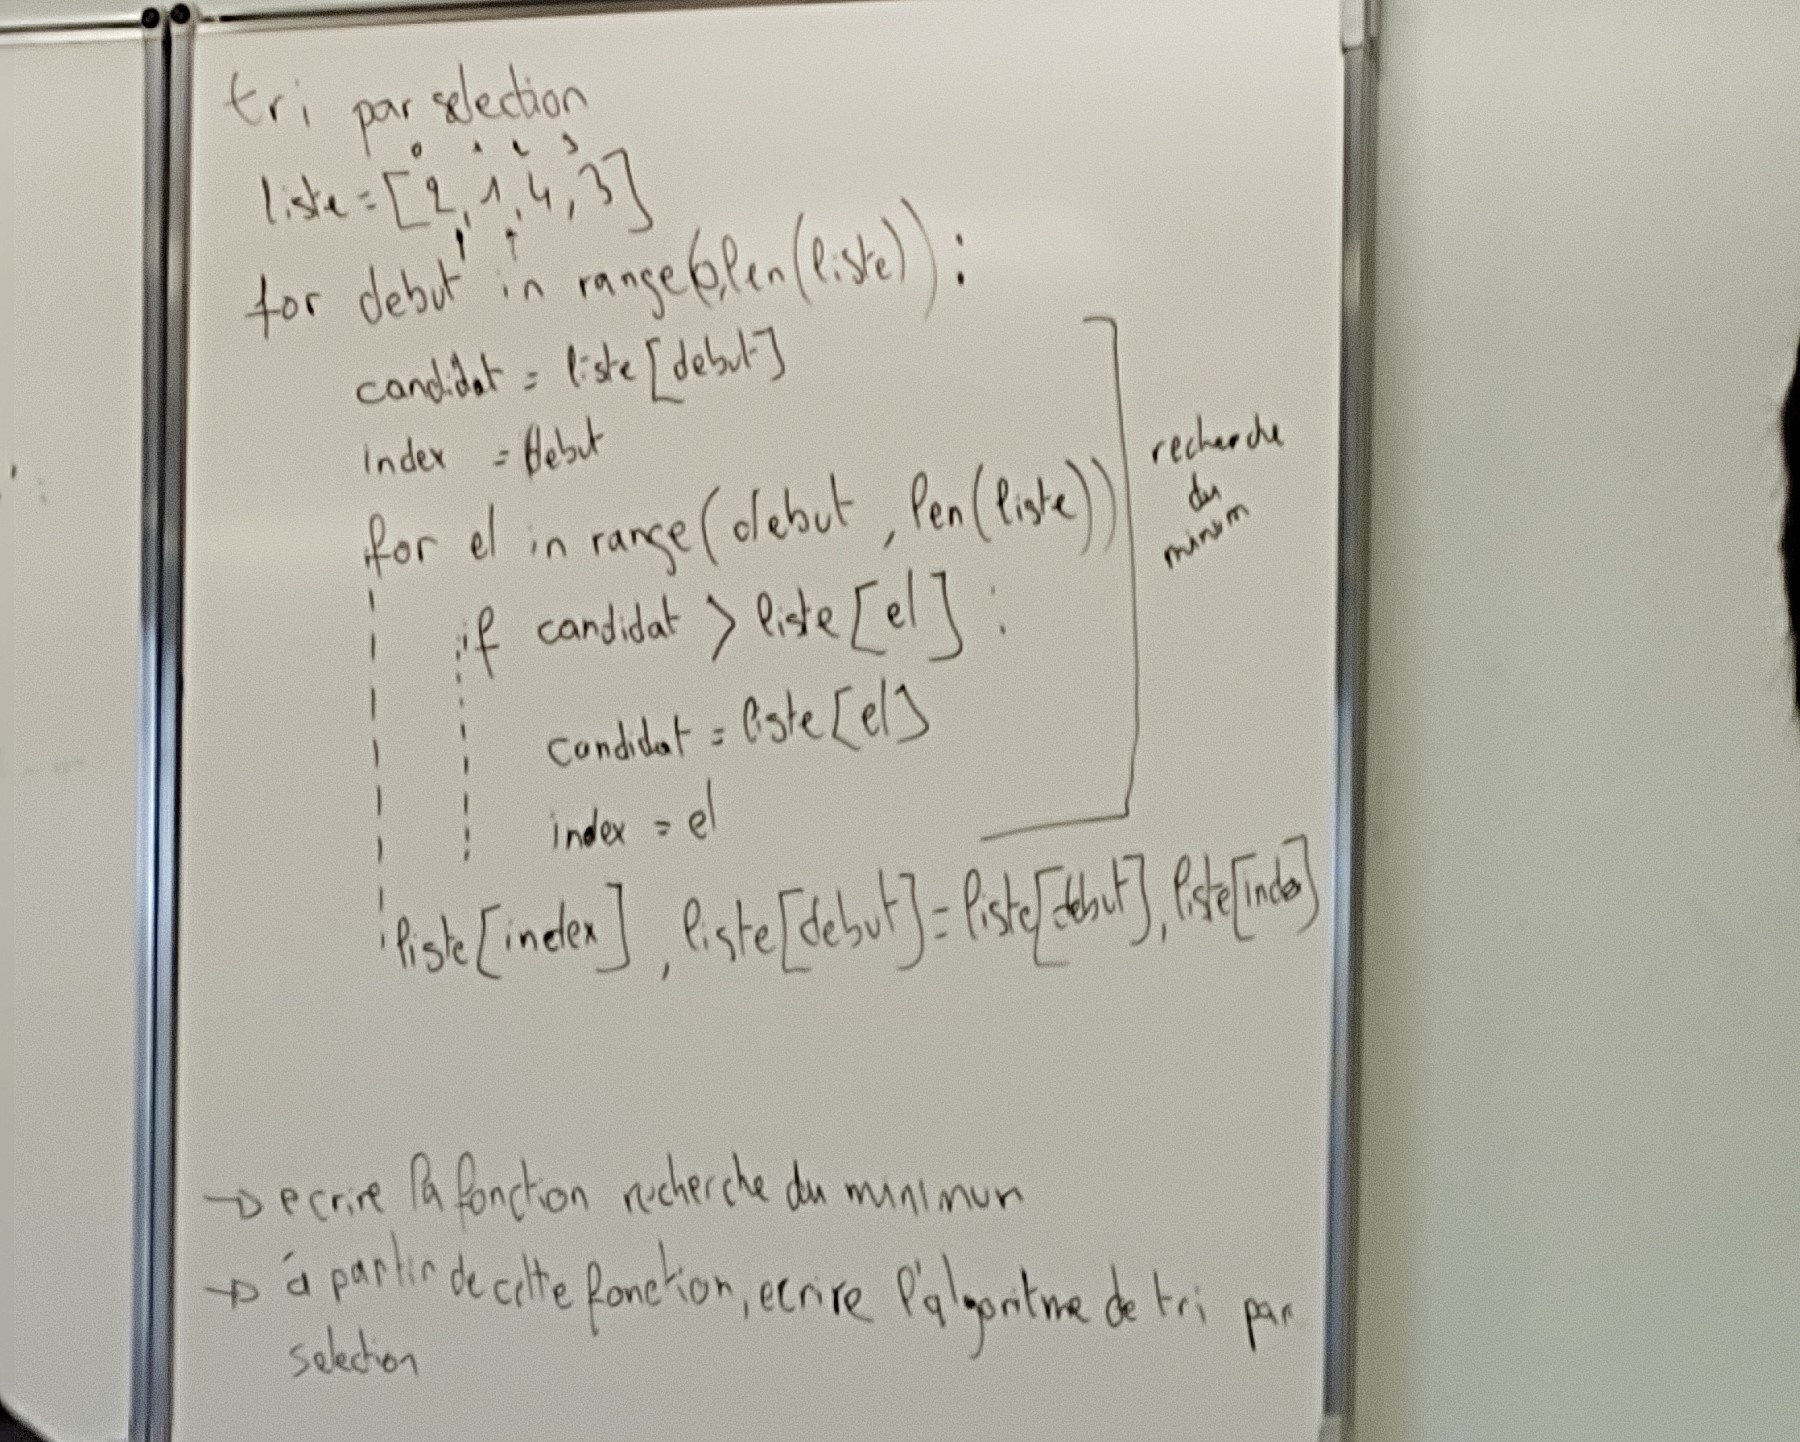 tri par selection
0 1 2 3
liste = [2, 1, 4, 3]
for debut in range(0, len(liste)):
candidat = liste [debut]
index = debut
for el in range(debut, len(liste))
if candidat > liste [el] :
candidat = liste [el]
index = el
liste [index], liste [debut] = liste [debut], liste [index]
recherche
du
minum
→ ecrire la fonction recherche du minimun
→ à partir de cette fonction, ecrire l'algoritme de tri par
selection